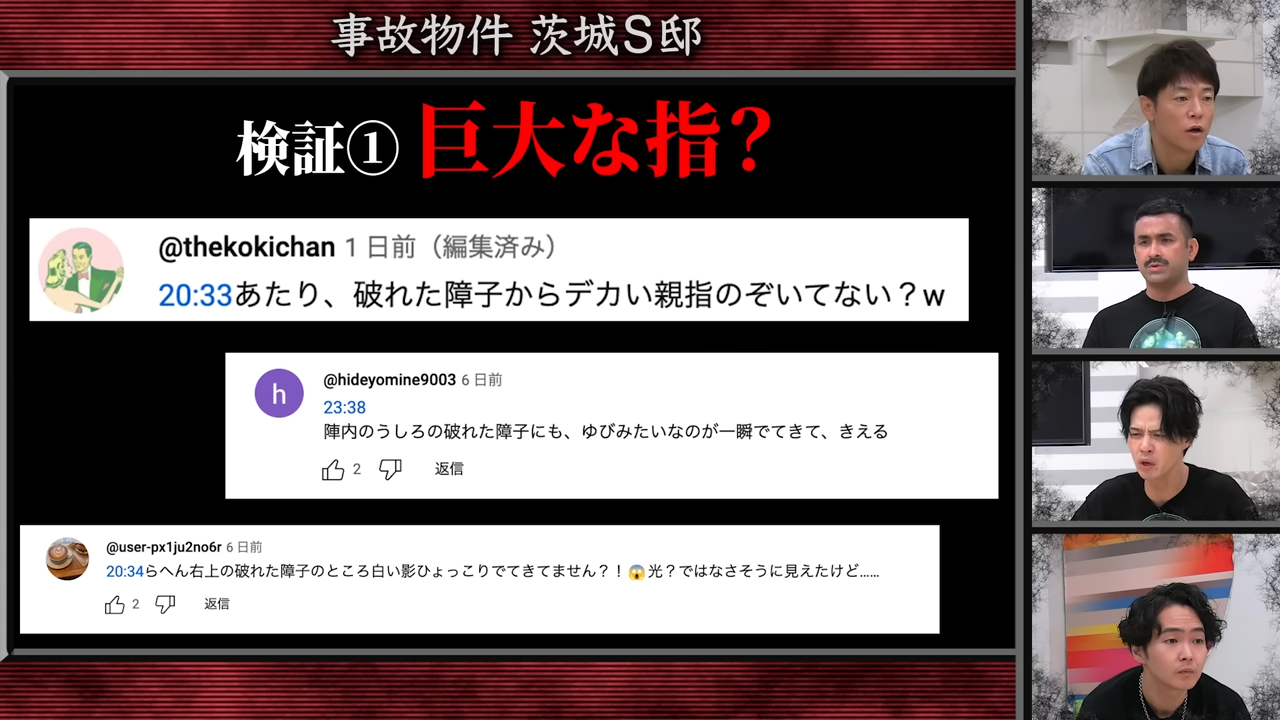 事故物件 茨城S邸
検証① 巨大な指？
@thekokichan 1 日前（編集済み）
20:33あたり、破れた障子からデカい親指のぞいてない？w
h
@hideyomine9003 6 日前
23:38
陣内のうしろの破れた障子にも、ゆびみたいなのが一瞬でてきて、きえる
2 返信
@user-px1ju2no6r 6 日前
20:34らへん右上の破れた障子のところ白い影ひょっこりでてきてません？！😱光？ではなさそうに見えたけど……
2 返信